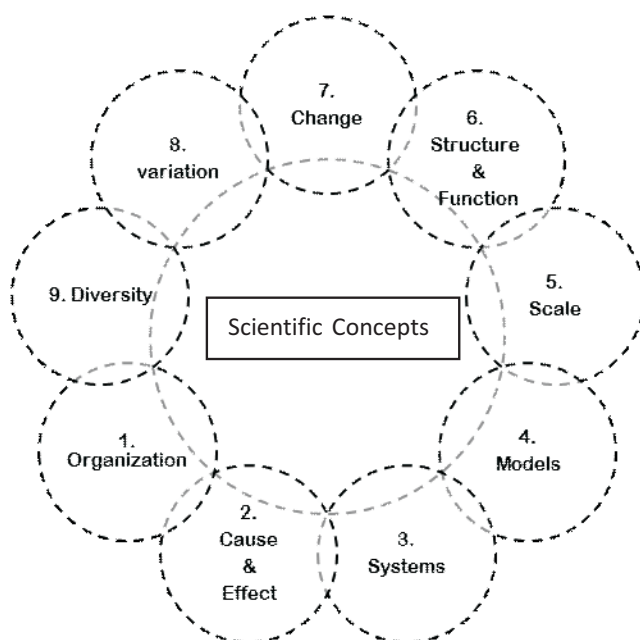 7.
Change
6.
Structure
&
Function
8.
variation
5.
Scale
9. Diversity
Scientific Concepts
1.
Organization
4.
Models
2.
Cause
&
Effect
3.
Systems